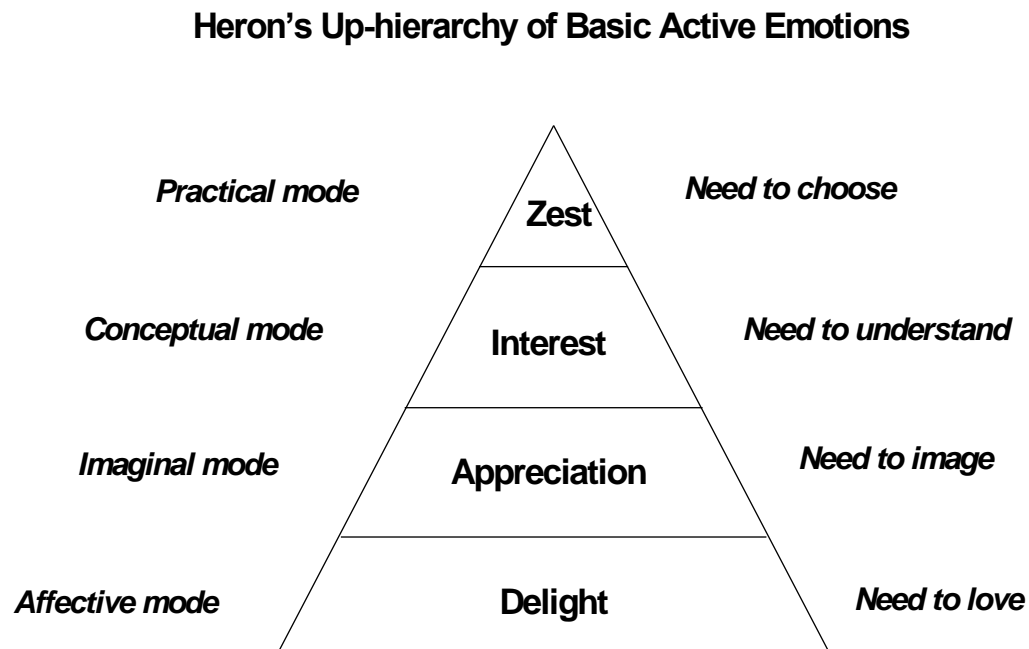 Heron's Up-hierarchy of Basic Active Emotions
Practical mode
Zest
Need to choose
Conceptual mode
Interest
Need to understand
Imaginal mode
Appreciation
Need to image
Affective mode
Delight
Need to love